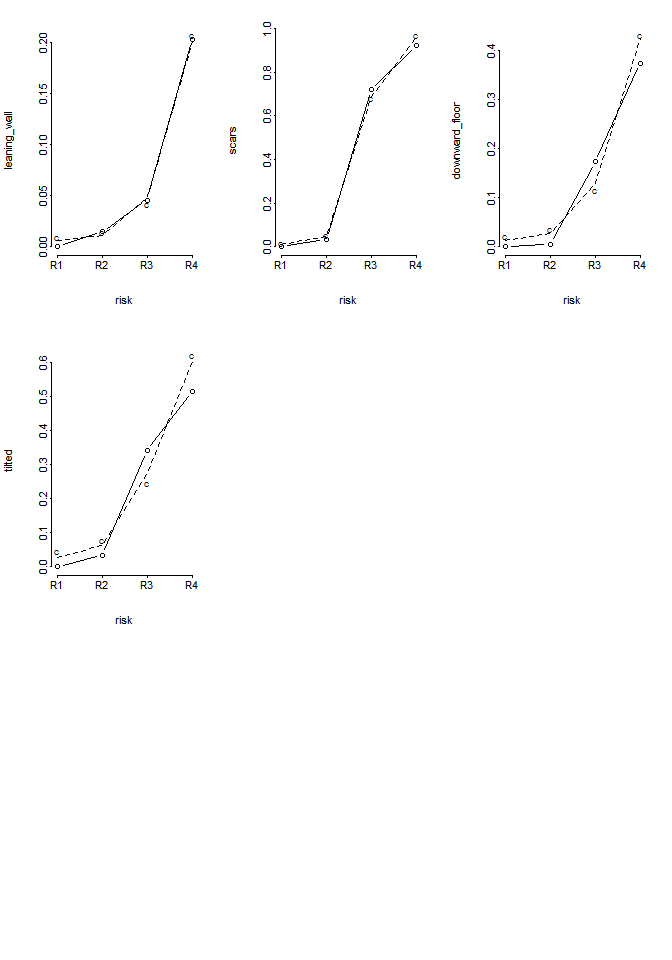 leaning_wall
0.20
0.15
0.10
0.05
0.00
c
c
c
c
R1 R2 R3 R4
risk
scars
1.0
0.8
0.6
0.4
0.2
0.0
c
c
c
c
R1 R2 R3 R4
risk
downward_floor
0.4
0.3
0.2
0.1
0.0
c
c
c
c
R1 R2 R3 R4
risk
tilted
0.6
0.5
0.4
0.3
0.2
0.1
0.0
c
c
c
c
R1 R2 R3 R4
risk